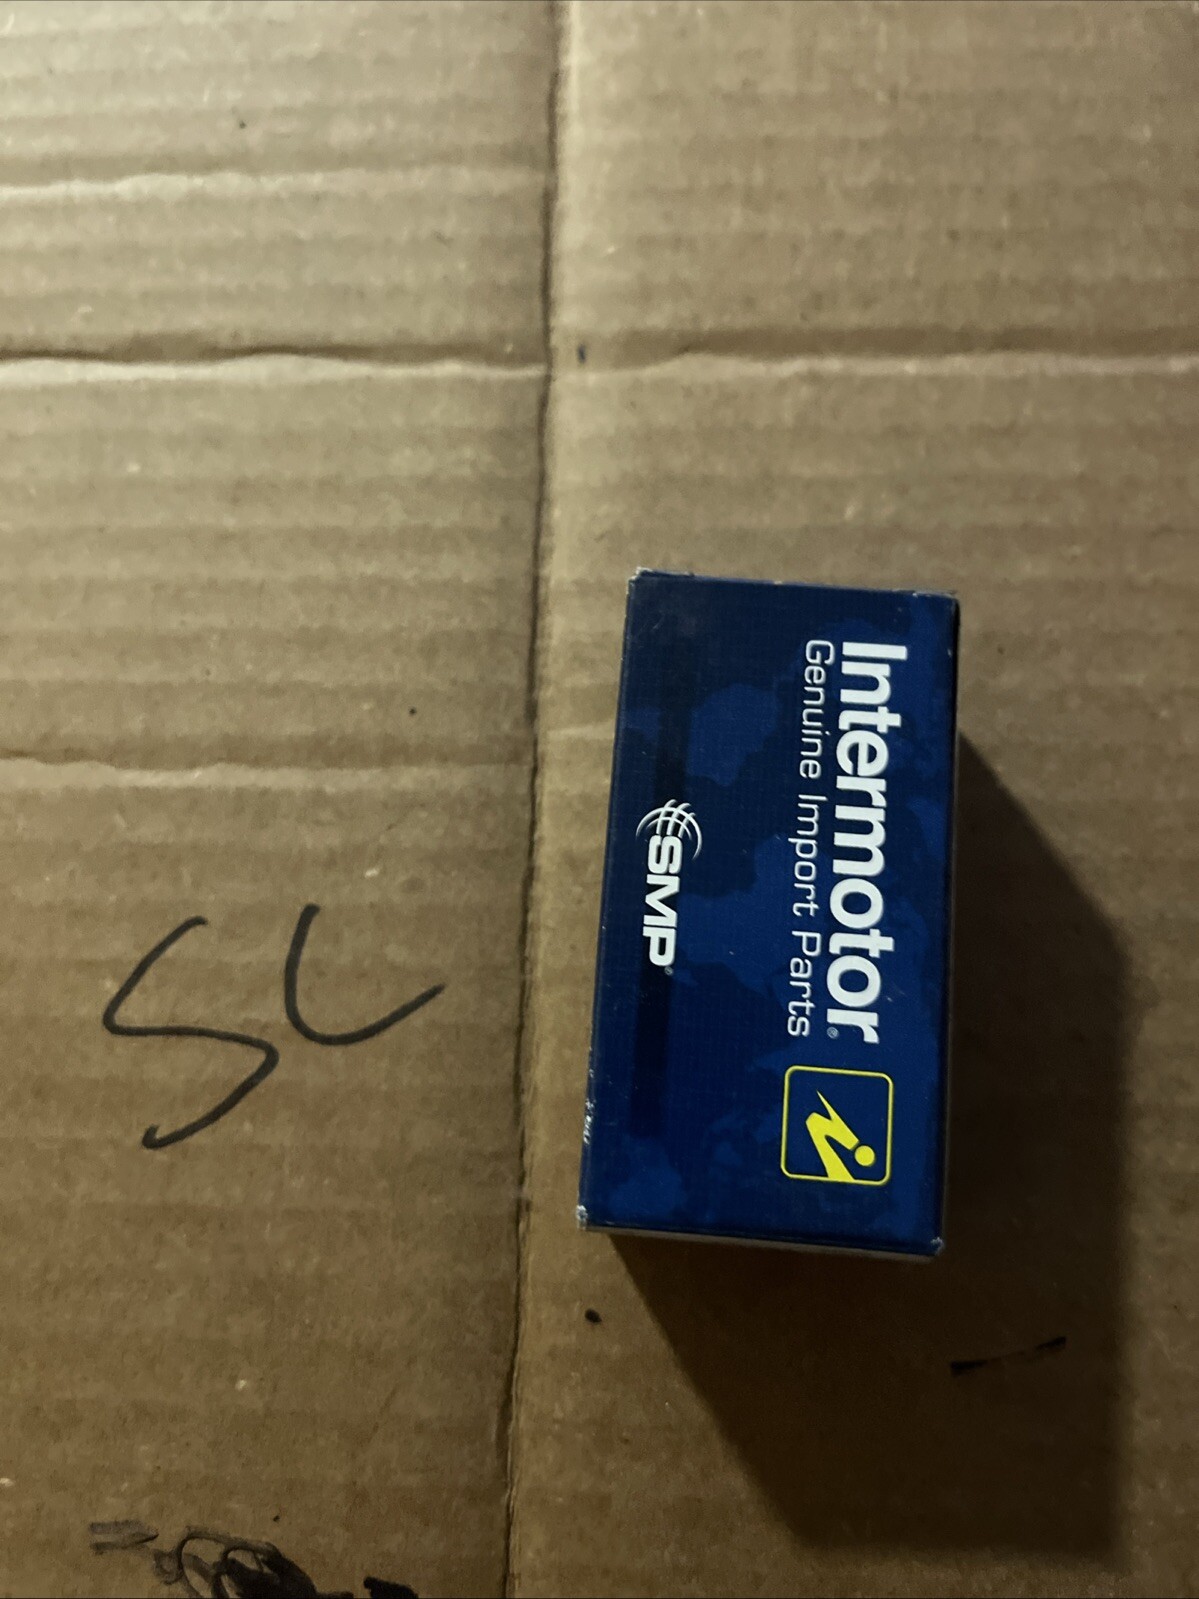 Intermotor®
Genuine Import Parts
SMP®
SL